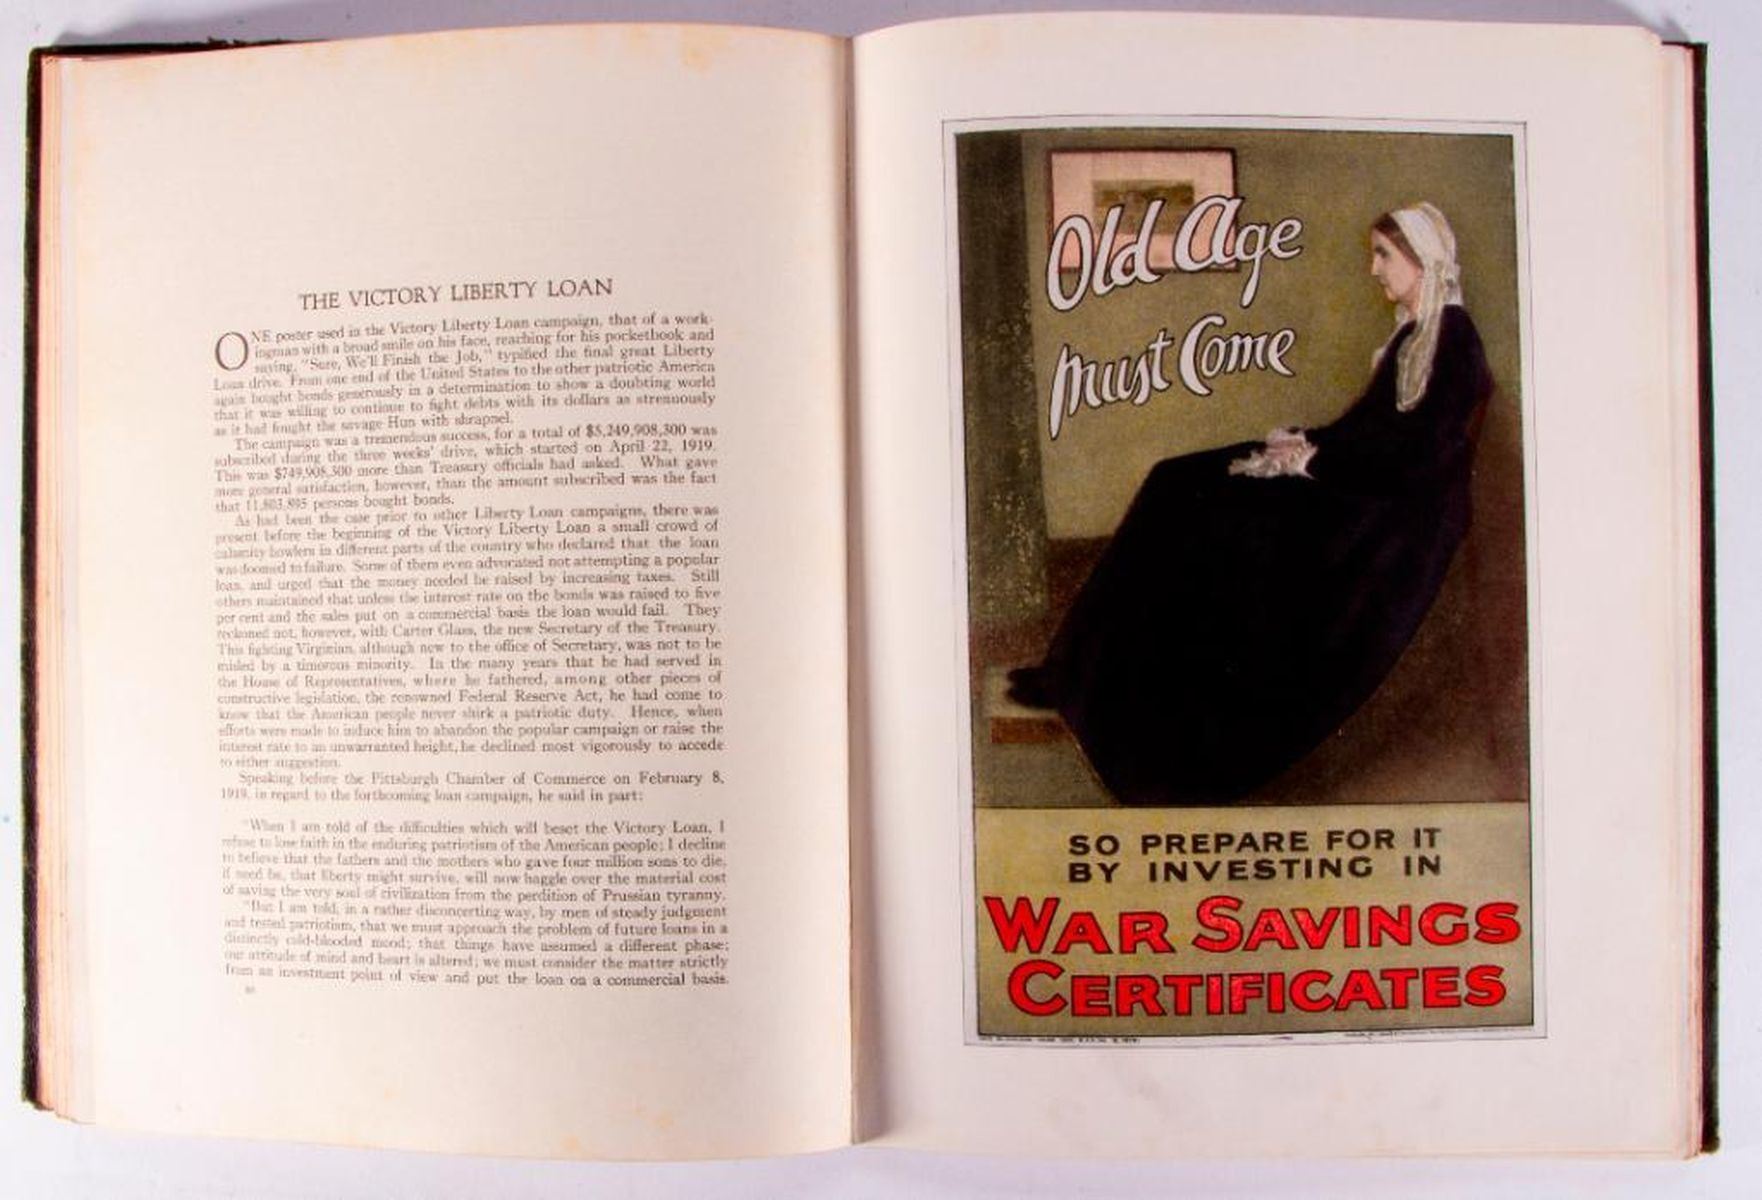 THE VICTORY LIBERTY LOAN
ONE poster used in the Victory Liberty Loan campaign, that of a work-
ingman with a broad smile on his face, reaching for his pocketbook and
saying, "Sure, We'll Finish the Job," typified the final great Liberty
Loan drive. From one end of the United States to the other patriotic America
again bought bonds generously in a determination to show a doubting world
that it was willing to continue to fight debts with its dollars as strenuously
as it had fought the savage Hun with shrapnel.
The campaign was a tremendous success, for a total of $5,249,908,300 was
subscribed during the three weeks' drive, which started on April 22, 1919.
This was $749,908,300 more than Treasury officials had asked. What gave
more general satisfaction, however, than the amount subscribed was the fact
that 11,803,895 persons bought bonds.
As had been the case prior to other Liberty Loan campaigns, there was
present before the beginning of the Victory Liberty Loan a small crowd of
calamity howlers in different parts of the country who declared that the loan
was doomed to failure. Some of them even advocated not attempting a popular
loan, and urged that the money needed be raised by increasing taxes. Still
others maintained that unless the interest rate on the bonds was raised to five
per cent and the sales put on a commercial basis the loan would fail. They
reckoned not, however, with Carter Glass, the new Secretary of the Treasury.
This fighting Virginian, although new to the office of Secretary, was not to be
misled by a timorous minority. In the many years that he had served in
the House of Representatives, where he fathered, among other pieces of
constructive legislation, the renowned Federal Reserve Act, he had come to
know that the American people never shirk a patriotic duty. Hence, when
efforts were made to induce him to abandon the popular campaign or raise the
interest rate to an unwarranted height, he declined most vigorously to accede
to either suggestion.
Speaking before the Pittsburgh Chamber of Commerce on February 8,
1919, in regard to the forthcoming loan campaign, he said in part:
"When I am told of the difficulties which will beset the Victory Loan, I
refuse to lose faith in the enduring patriotism of the American people; I decline
to believe that the fathers and the mothers who gave four million sons to die,
if need be, that liberty might survive, will now haggle over the material cost
of saving the very soul of civilization from the perdition of Prussian tyranny.
"But I am told, in a rather disconcerting way, by men of steady judgment
and tested patriotism, that we must approach the problem of future loans in a
distinctly cold-blooded mood; that things have assumed a different phase;
our attitude of mind and heart is altered; we must consider the matter strictly
from an investment point of view and put the loan on a commercial basis.
Old Age
Must Come
SO PREPARE FOR IT
BY INVESTING IN
WAR SAVINGS
CERTIFICATES